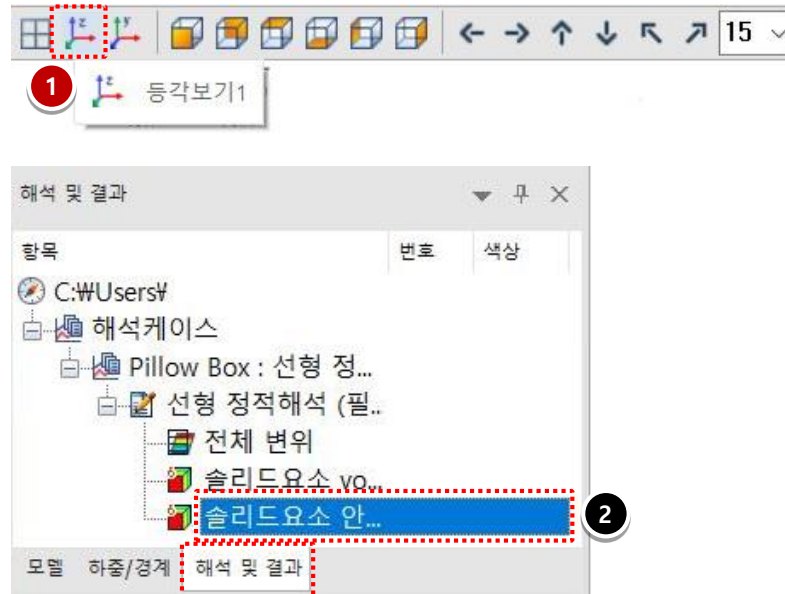 15
1
등각보기1
해석 및 결과
항목 번호 색상
C:₩Users₩
해석케이스
Pillow Box : 선형 정...
선형 정적해석 (필..
전체 변위
솔리드요소 vo...
솔리드요소 안...
2
모델 하중/경계 해석 및 결과